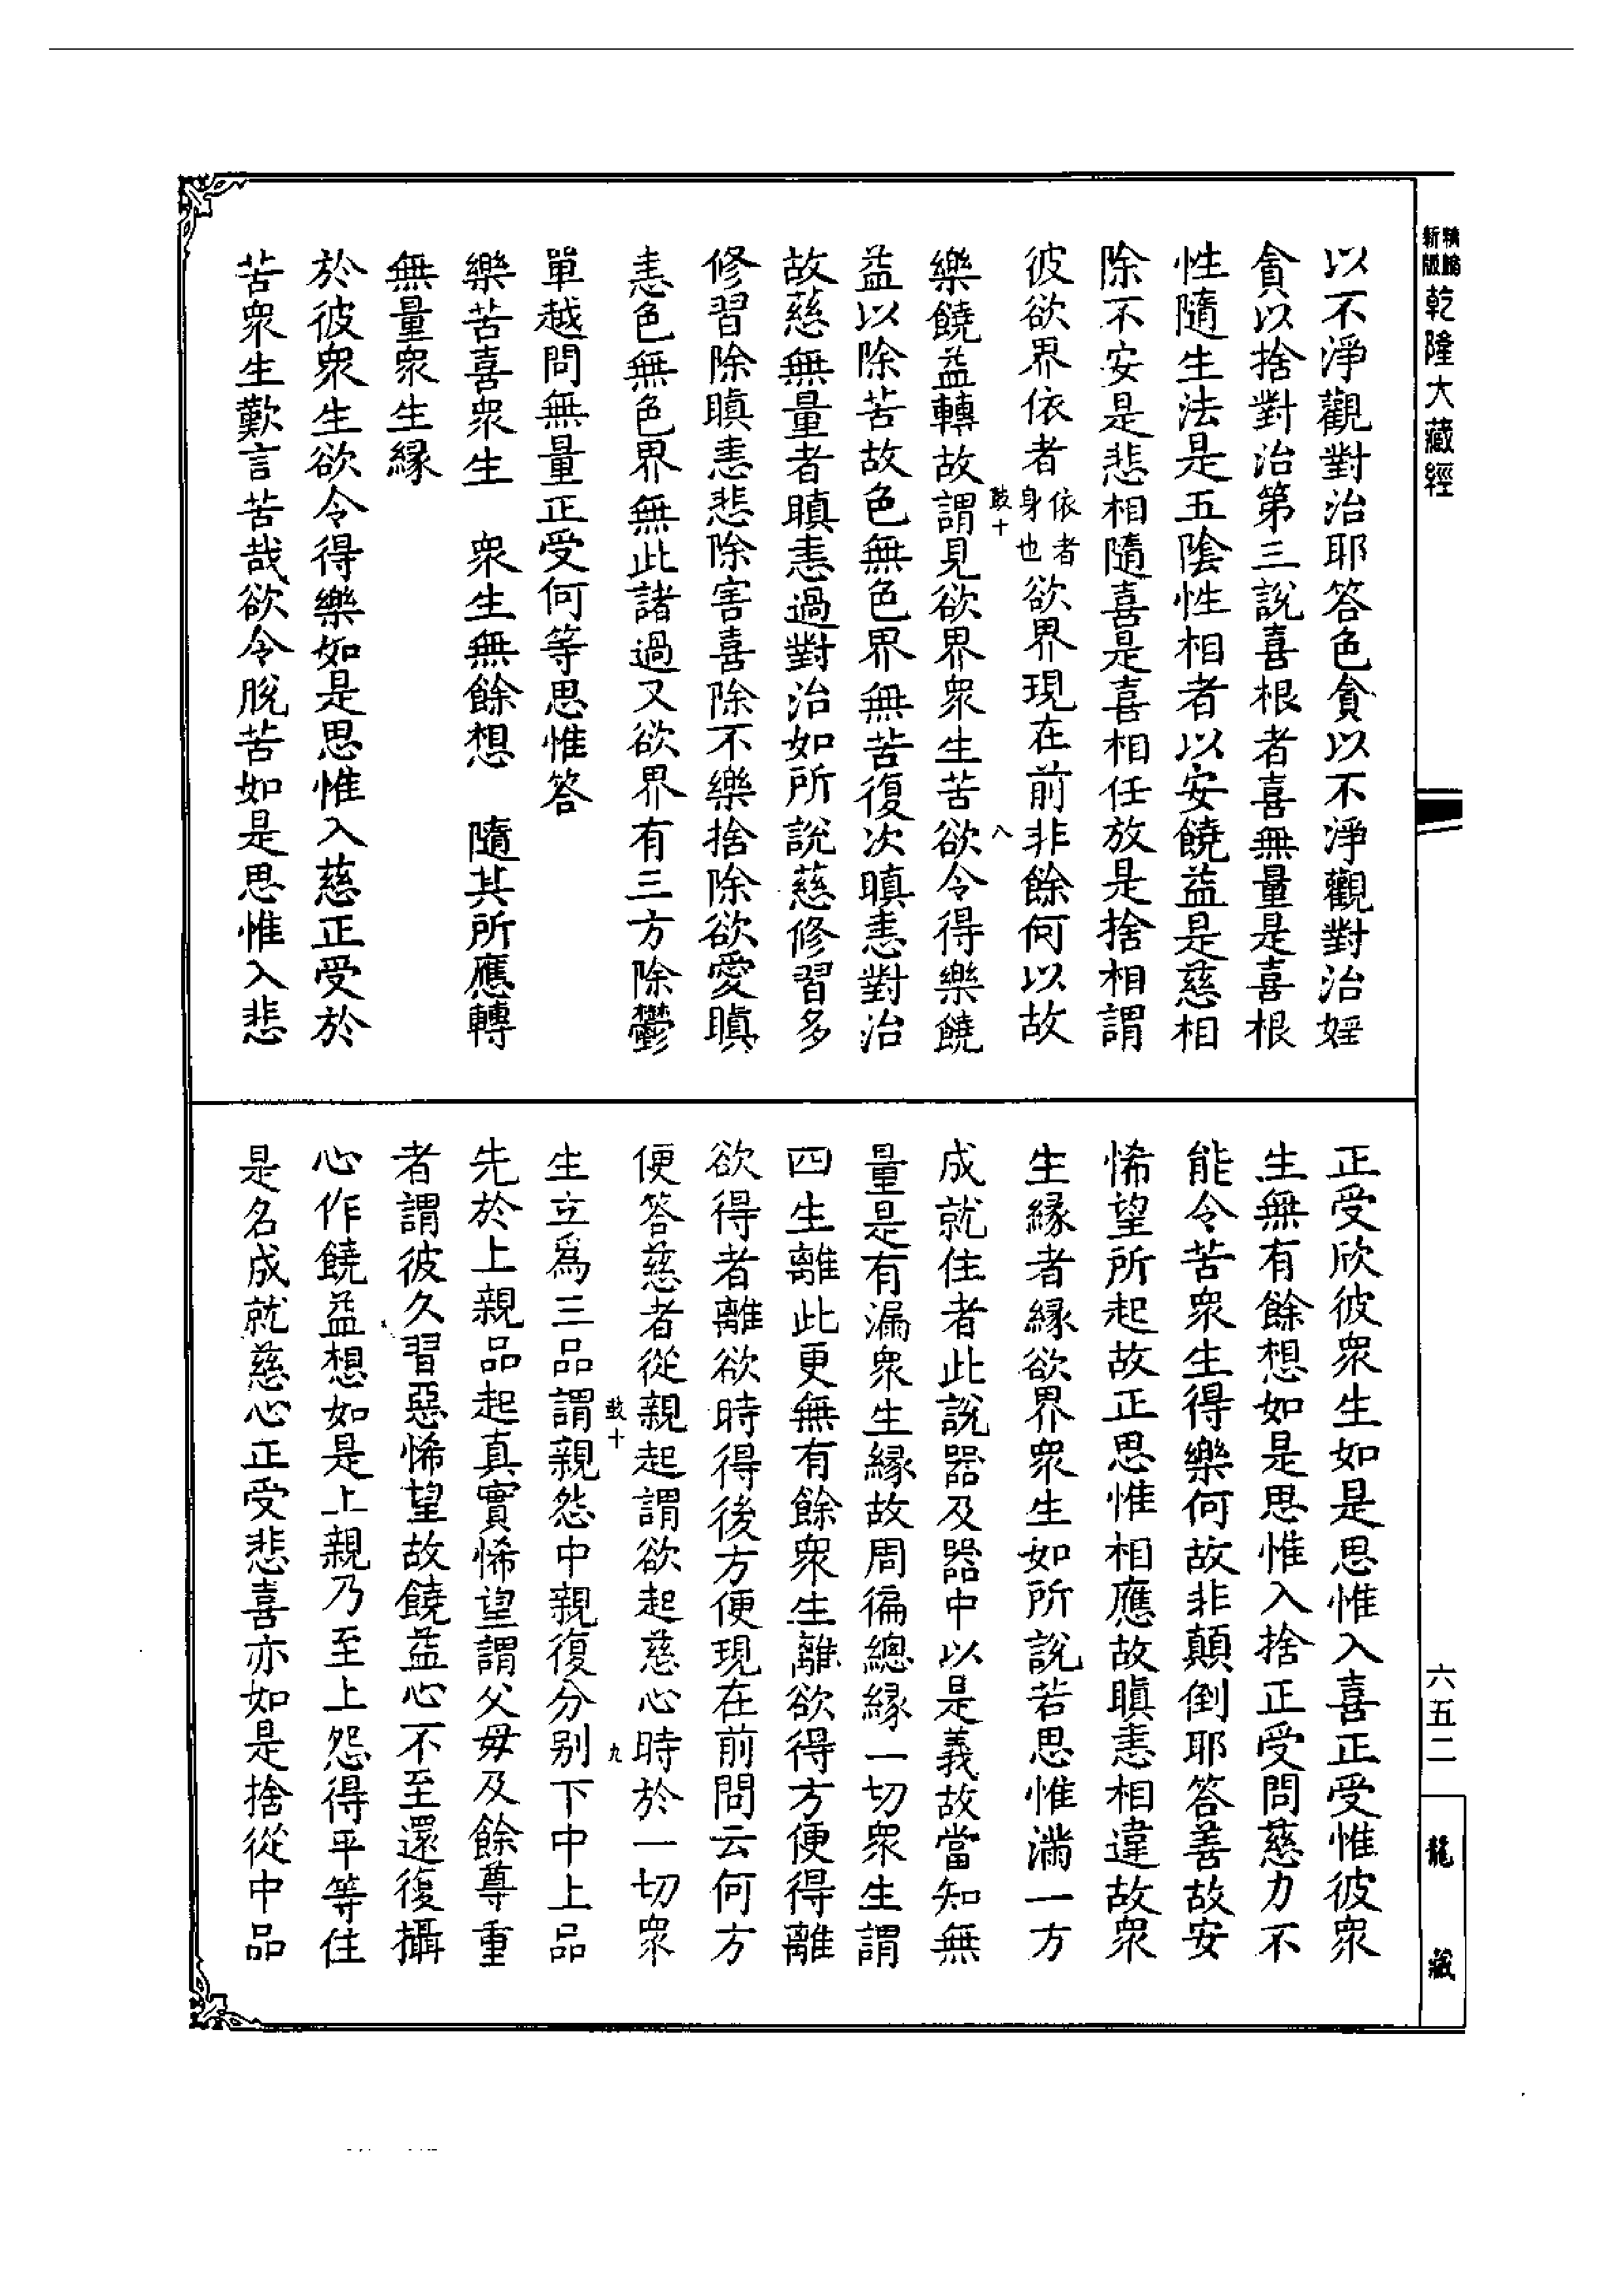 新版精縮乾隆大藏經
以不淨觀對治耶答色貪以不淨觀對治婬
貪以捨對治第三說喜根者喜無量是喜根
性隨生法是五陰性相者以安饒益是慈相
除不安是悲相隨喜是喜相任放是捨相謂
彼欲界依者依者身也欲界現在前非餘何以故
鼓十 八
樂饒益轉故謂見欲界衆生苦欲令得樂饒
益以除苦故色無色界無苦復次瞋恚對治
故慈無量者瞋恚過對治如所說慈修習多
修習除瞋恚悲除害喜除不樂捨除欲愛瞋
恚色無色界無此諸過又欲界有三方除鬱
單越問無量正受何等思惟答
樂苦喜衆生 衆生無餘想 隨其所應轉
無量衆生緣
於彼衆生欲令得樂如是思惟入慈正受於
苦衆生歎言苦哉欲令脫苦如是思惟入悲
正受欣彼衆生如是思惟入喜正受惟彼衆
生無有餘想如是思惟入捨正受問慈力不
能令苦衆生得樂何故非顛倒耶答善故安
悕望所起故正思惟相應故瞋恚相違故衆
生緣者緣欲界衆生如所說若思惟滿一方
成就住者此說器及器中以是義故當知無
量是有漏衆生緣故周徧總緣一切衆生謂
四生離此更無有餘衆生離欲得方便得離
欲得者離欲時得後方便現在前問云何方
便答慈者從親起謂欲起慈心時於一切衆
鼓十 九
生立爲三品謂親怨中親復分別下中上品
先於上親品起真實悕望謂父母及餘尊重
者謂彼久習惡悕望故饒益心不至還復攝
心作饒益想如是上親乃至上怨得平等住
是名成就慈心正受悲喜亦如是捨從中品
六五二
龍藏